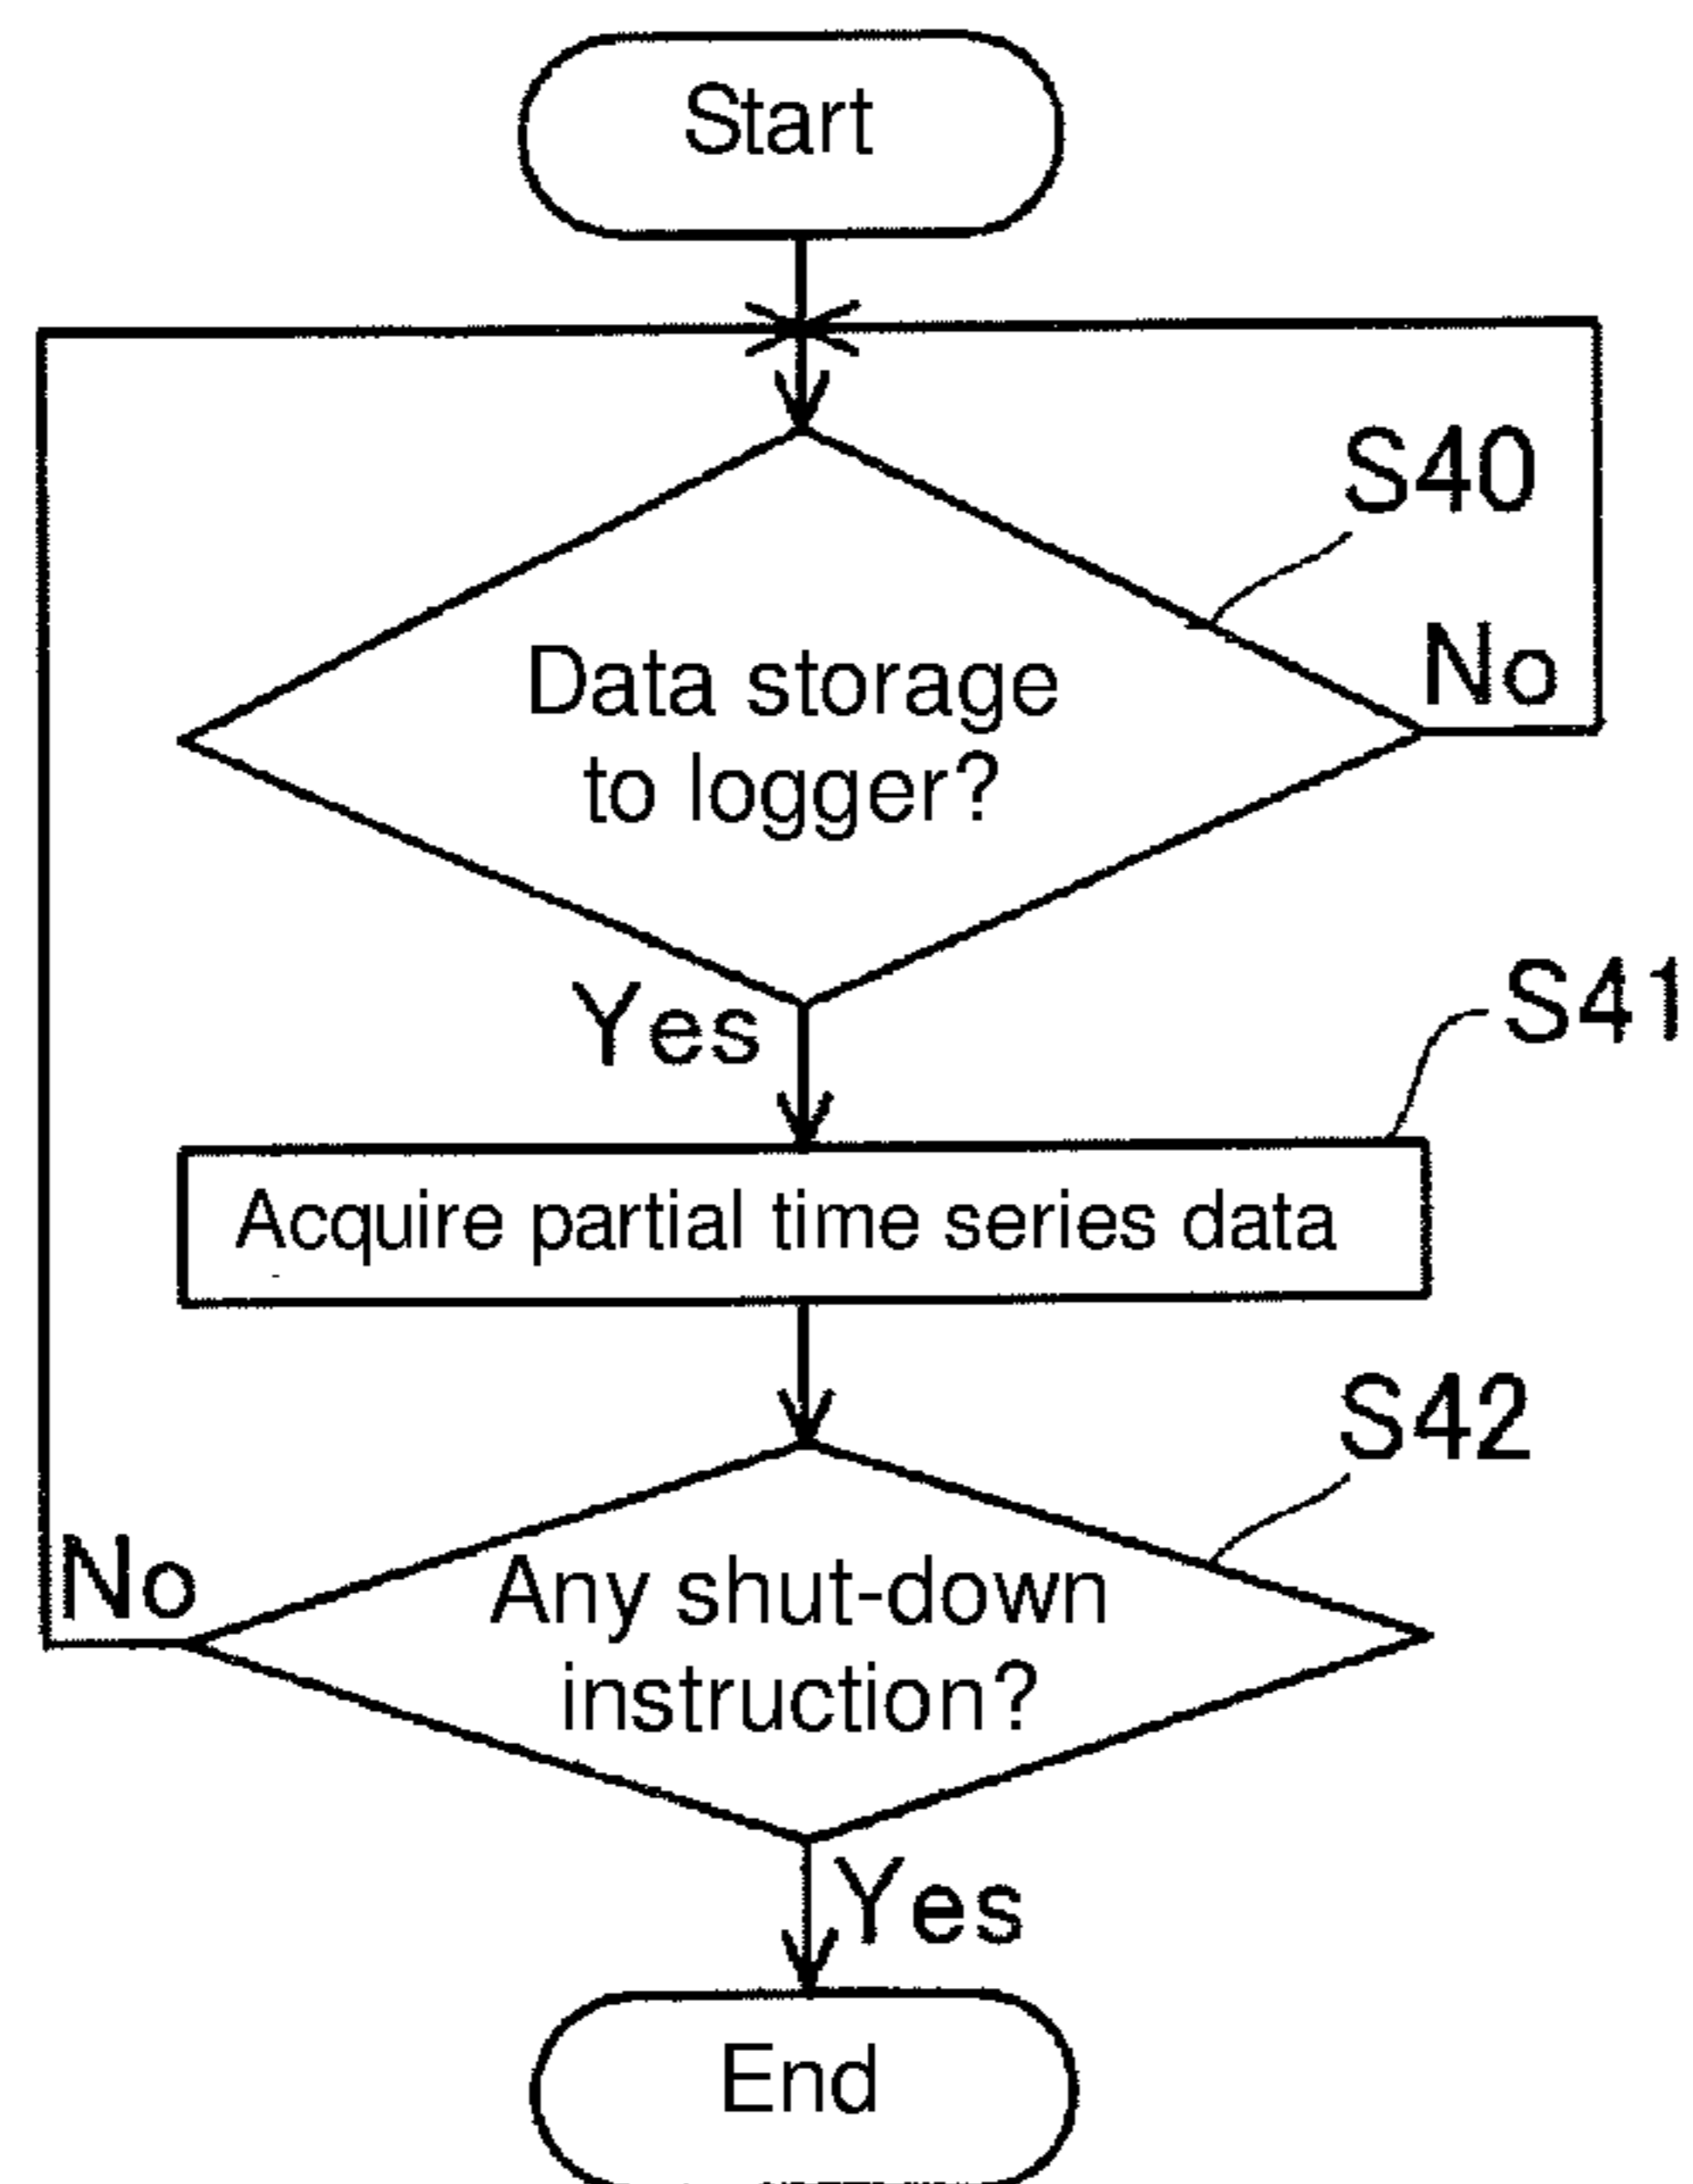 Start
S40
Data storage
to logger?
No
Yes
S41
Acquire partial time series data
S42
Any shut-down
instruction?
No
Yes
End